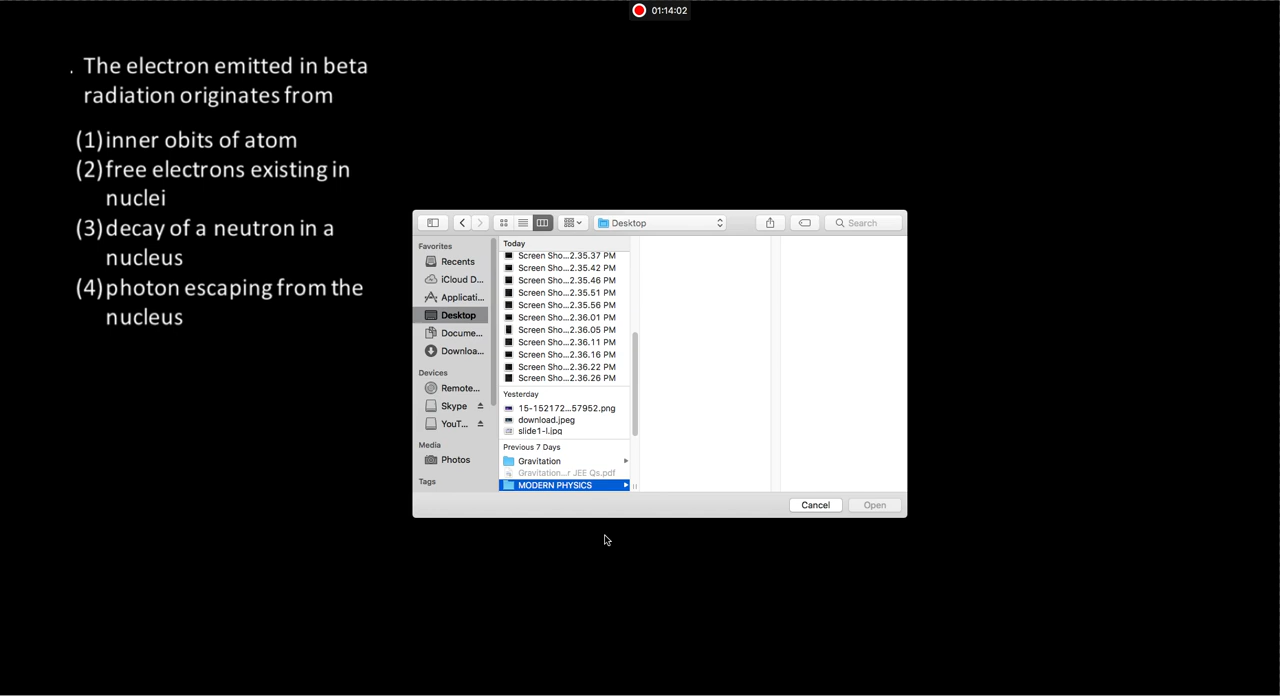 01:14:02
. The electron emitted in beta
radiation originates from
(1)inner obits of atom
(2)free electrons existing in
nuclei
(3)decay of a neutron in a
nucleus
(4)photon escaping from the
nucleus
Desktop
Search
Favorites
Recents
iCloud D...
Applicati...
Desktop
Docume...
Downloa...
Devices
Remote...
Skype
YouT...
Media
Photos
Tags
Today
Screen Sho...2.35.37 PM
Screen Sho...2.35.42 PM
Screen Sho...2.35.46 PM
Screen Sho...2.35.51 PM
Screen Sho...2.35.56 PM
Screen Sho...2.36.01 PM
Screen Sho...2.36.05 PM
Screen Sho...2.36.11 PM
Screen Sho...2.36.16 PM
Screen Sho...2.36.22 PM
Screen Sho...2.36.26 PM
Yesterday
15-152172...57952.png
download.jpeg
slide1-l.jpg
Previous 7 Days
Gravitation
Gravitation...r JEE Qs.pdf
MODERN PHYSICS
Cancel
Open